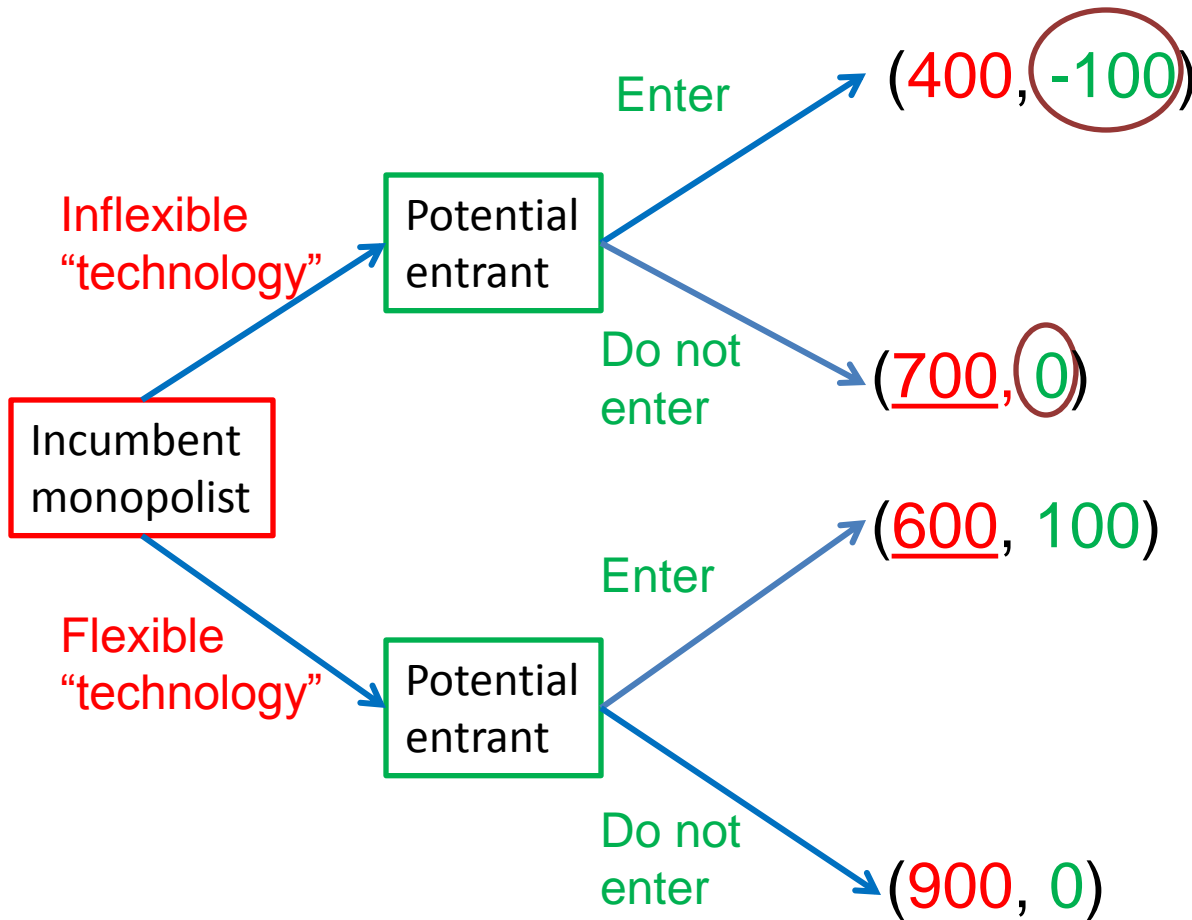 Enter
(400, -100)
Inflexible
“technology”
Potential
entrant
Do not
enter
(700, 0)
Incumbent
monopolist
(600, 100)
Enter
Flexible
“technology”
Potential
entrant
Do not
enter
(900, 0)